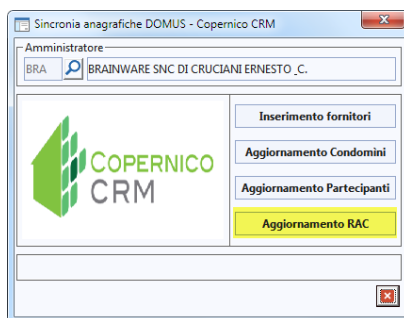 Sincronia anagrafiche DOMUS - Copernico CRM
Amministratore
BRA
BRAINWARE SNC DI CRUCIANI ERNESTO _C.
COPERNICO
CRM
Inserimento fornitori
Aggiornamento Condomini
Aggiornamento Partecipanti
Aggiornamento RAC